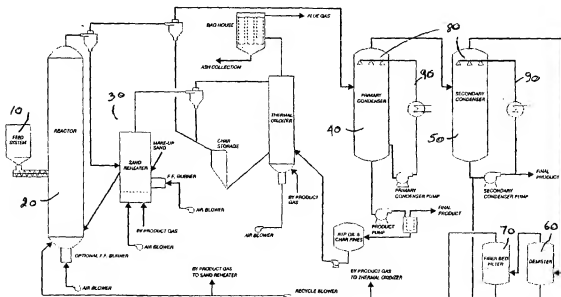 80
FLUE GAS
BAG HOUSE
ASH COLLECTION
10
FEED
SYSTEM
REACTOR
20
30
SAND
REHEATER
MAKE-UP
SAND
F.F. BURNER
AIR BLOWER
BY PRODUCT GAS
AIR BLOWER
OPTIONAL F.F. BURNER
AIR BLOWER
CHAR
STORAGE
THERMAL
OXIDIZER
BY PRODUCT
GAS
AIR BLOWER
PRIMARY
CONDENSER
40
90
PRIMARY
CONDENSER PUMP
SECONDARY
CONDENSER
50
90
FINAL
PRODUCT
SECONDARY
CONDENSER PUMP
PRODUCT
PUMP
FINAL
PRODUCT
OIL &
CHAR FINES
BY PRODUCT GAS
TO SAND REHEATER
RECYCLE BLOWER
BY PRODUCT GAS
TO THERMAL OXIDIZER
70
FIBER BED
FILTER
60
DEMISTER